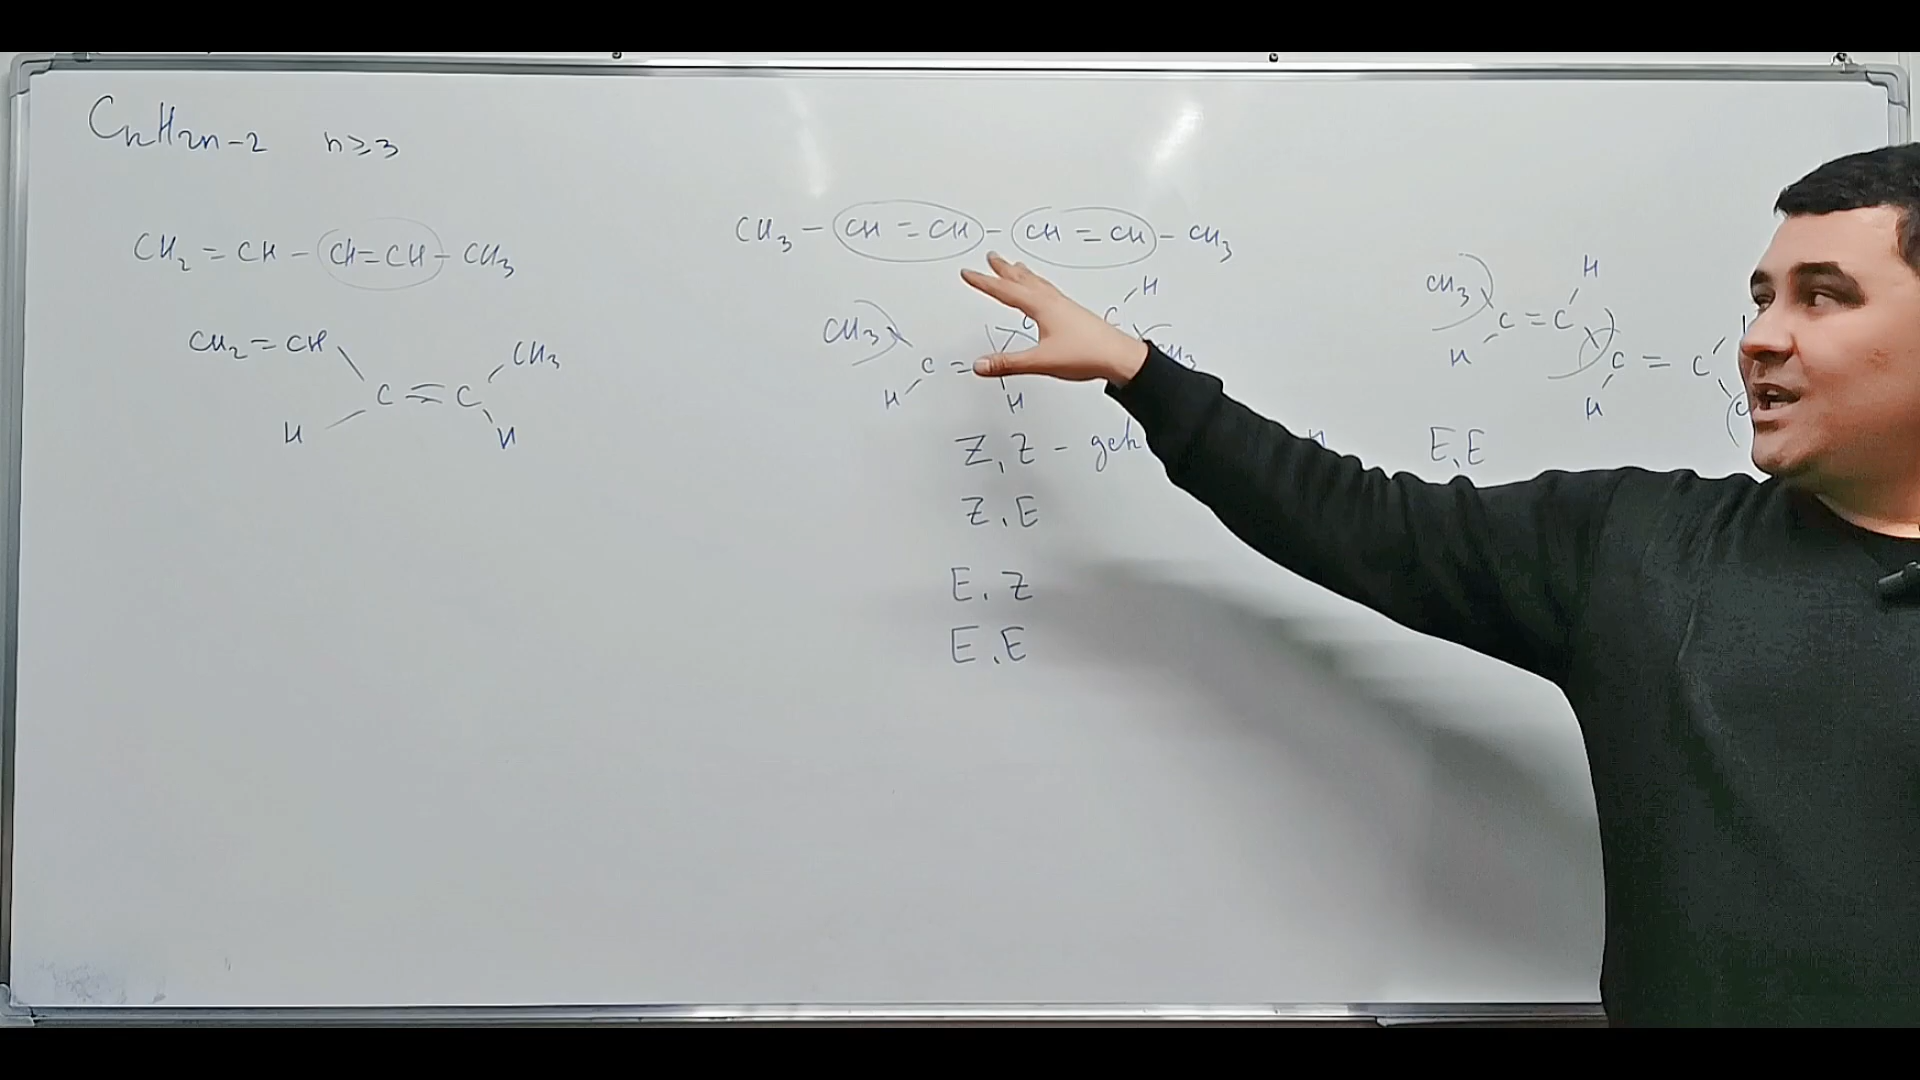 CnH2n-2 n≥3
CH2 = CH - CH = CH - CH3
CH2 = CH
CH3
C = C
H
H
CH3 - CH = CH - CH = CH - CH3
H
CH3
C
C
CH3
C =
H
H
Z, Z -
Z, E
E, Z
E, E
CH3
H
C = C
H
C = C
H
E, E